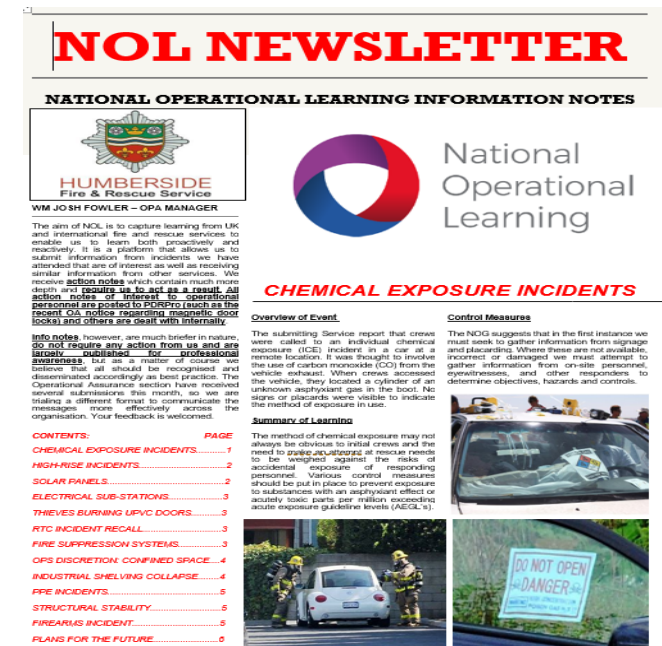 NOL NEWSLETTER
NATIONAL OPERATIONAL LEARNING INFORMATION NOTES
HUMBERSIDE
Fire & Rescue Service
WM JOSH FOWLER – OPA MANAGER
The aim of NOL is to capture learning from UK
and international fire and rescue services to
enable us to learn both proactively and
reactively. It is a platform that allows us to
submit information from incidents we have
attended that are of interest as well as receiving
similar information from other services. We
receive action notes which contain much more
depth and require us to act as a result. All
action notes of interest to operational
personnel are posted to PDRPro (such as the
recent OA notice regarding magnetic door
locks) and others are dealt with internally.
Info notes, however, are much briefer in nature,
do not require any action from us and are
largely published for professional
awareness, but as a matter of course we
believe that all should be recognised and
disseminated accordingly as best practice. The
Operational Assurance section have received
several submissions this month, so we are
trialing a different format to communicate the
messages more effectively across the
organisation. Your feedback is welcomed.
CONTENTS: PAGE
CHEMICAL EXPOSURE INCIDENTS..........1
HIGH-RISE INCIDENTS..............................2
SOLAR PANELS..........................................2
ELECTRICAL SUB-STATIONS....................3
THIEVES BURNING UPVC DOORS............3
RTC INCIDENT RECALL............................3
FIRE SUPPRESSION SYSTEMS................3
OPS DISCRETION: CONFINED SPACE....4
INDUSTRIAL SHELVING COLLAPSE.......4
PPE INCIDENTS........................................5
STRUCTURAL STABILITY.........................5
FIREARMS INCIDENT................................5
PLANS FOR THE FUTURE........................6
National
Operational
Learning
CHEMICAL EXPOSURE INCIDENTS
Overview of Event
The submitting Service report that crews
were called to an individual chemical
exposure (ICE) incident in a car at a
remote location. It was thought to involve
the use of carbon monoxide (CO) from the
vehicle exhaust. When crews accessed
the vehicle, they located a cylinder of an
unknown asphyxiant gas in the boot. No
signs or placards were visible to indicate
the method of exposure in use.
Summary of Learning
The method of chemical exposure may not
always be obvious to initial crews and the
need to make an attempt at rescue needs
to be weighed against the risks of
accidental exposure of responding
personnel. Various control measures
should be put in place to prevent exposure
to substances with an asphyxiant effect or
acutely toxic parts per million exceeding
acute exposure guideline levels (AEGL's).
Control Measures
The NOG suggests that in the first instance we
must seek to gather information from signage
and placarding. Where these are not available,
incorrect or damaged we must attempt to
gather information from on-site personnel,
eyewitnesses, and other responders to
determine objectives, hazards and controls.
DO NOT OPEN
DANGER